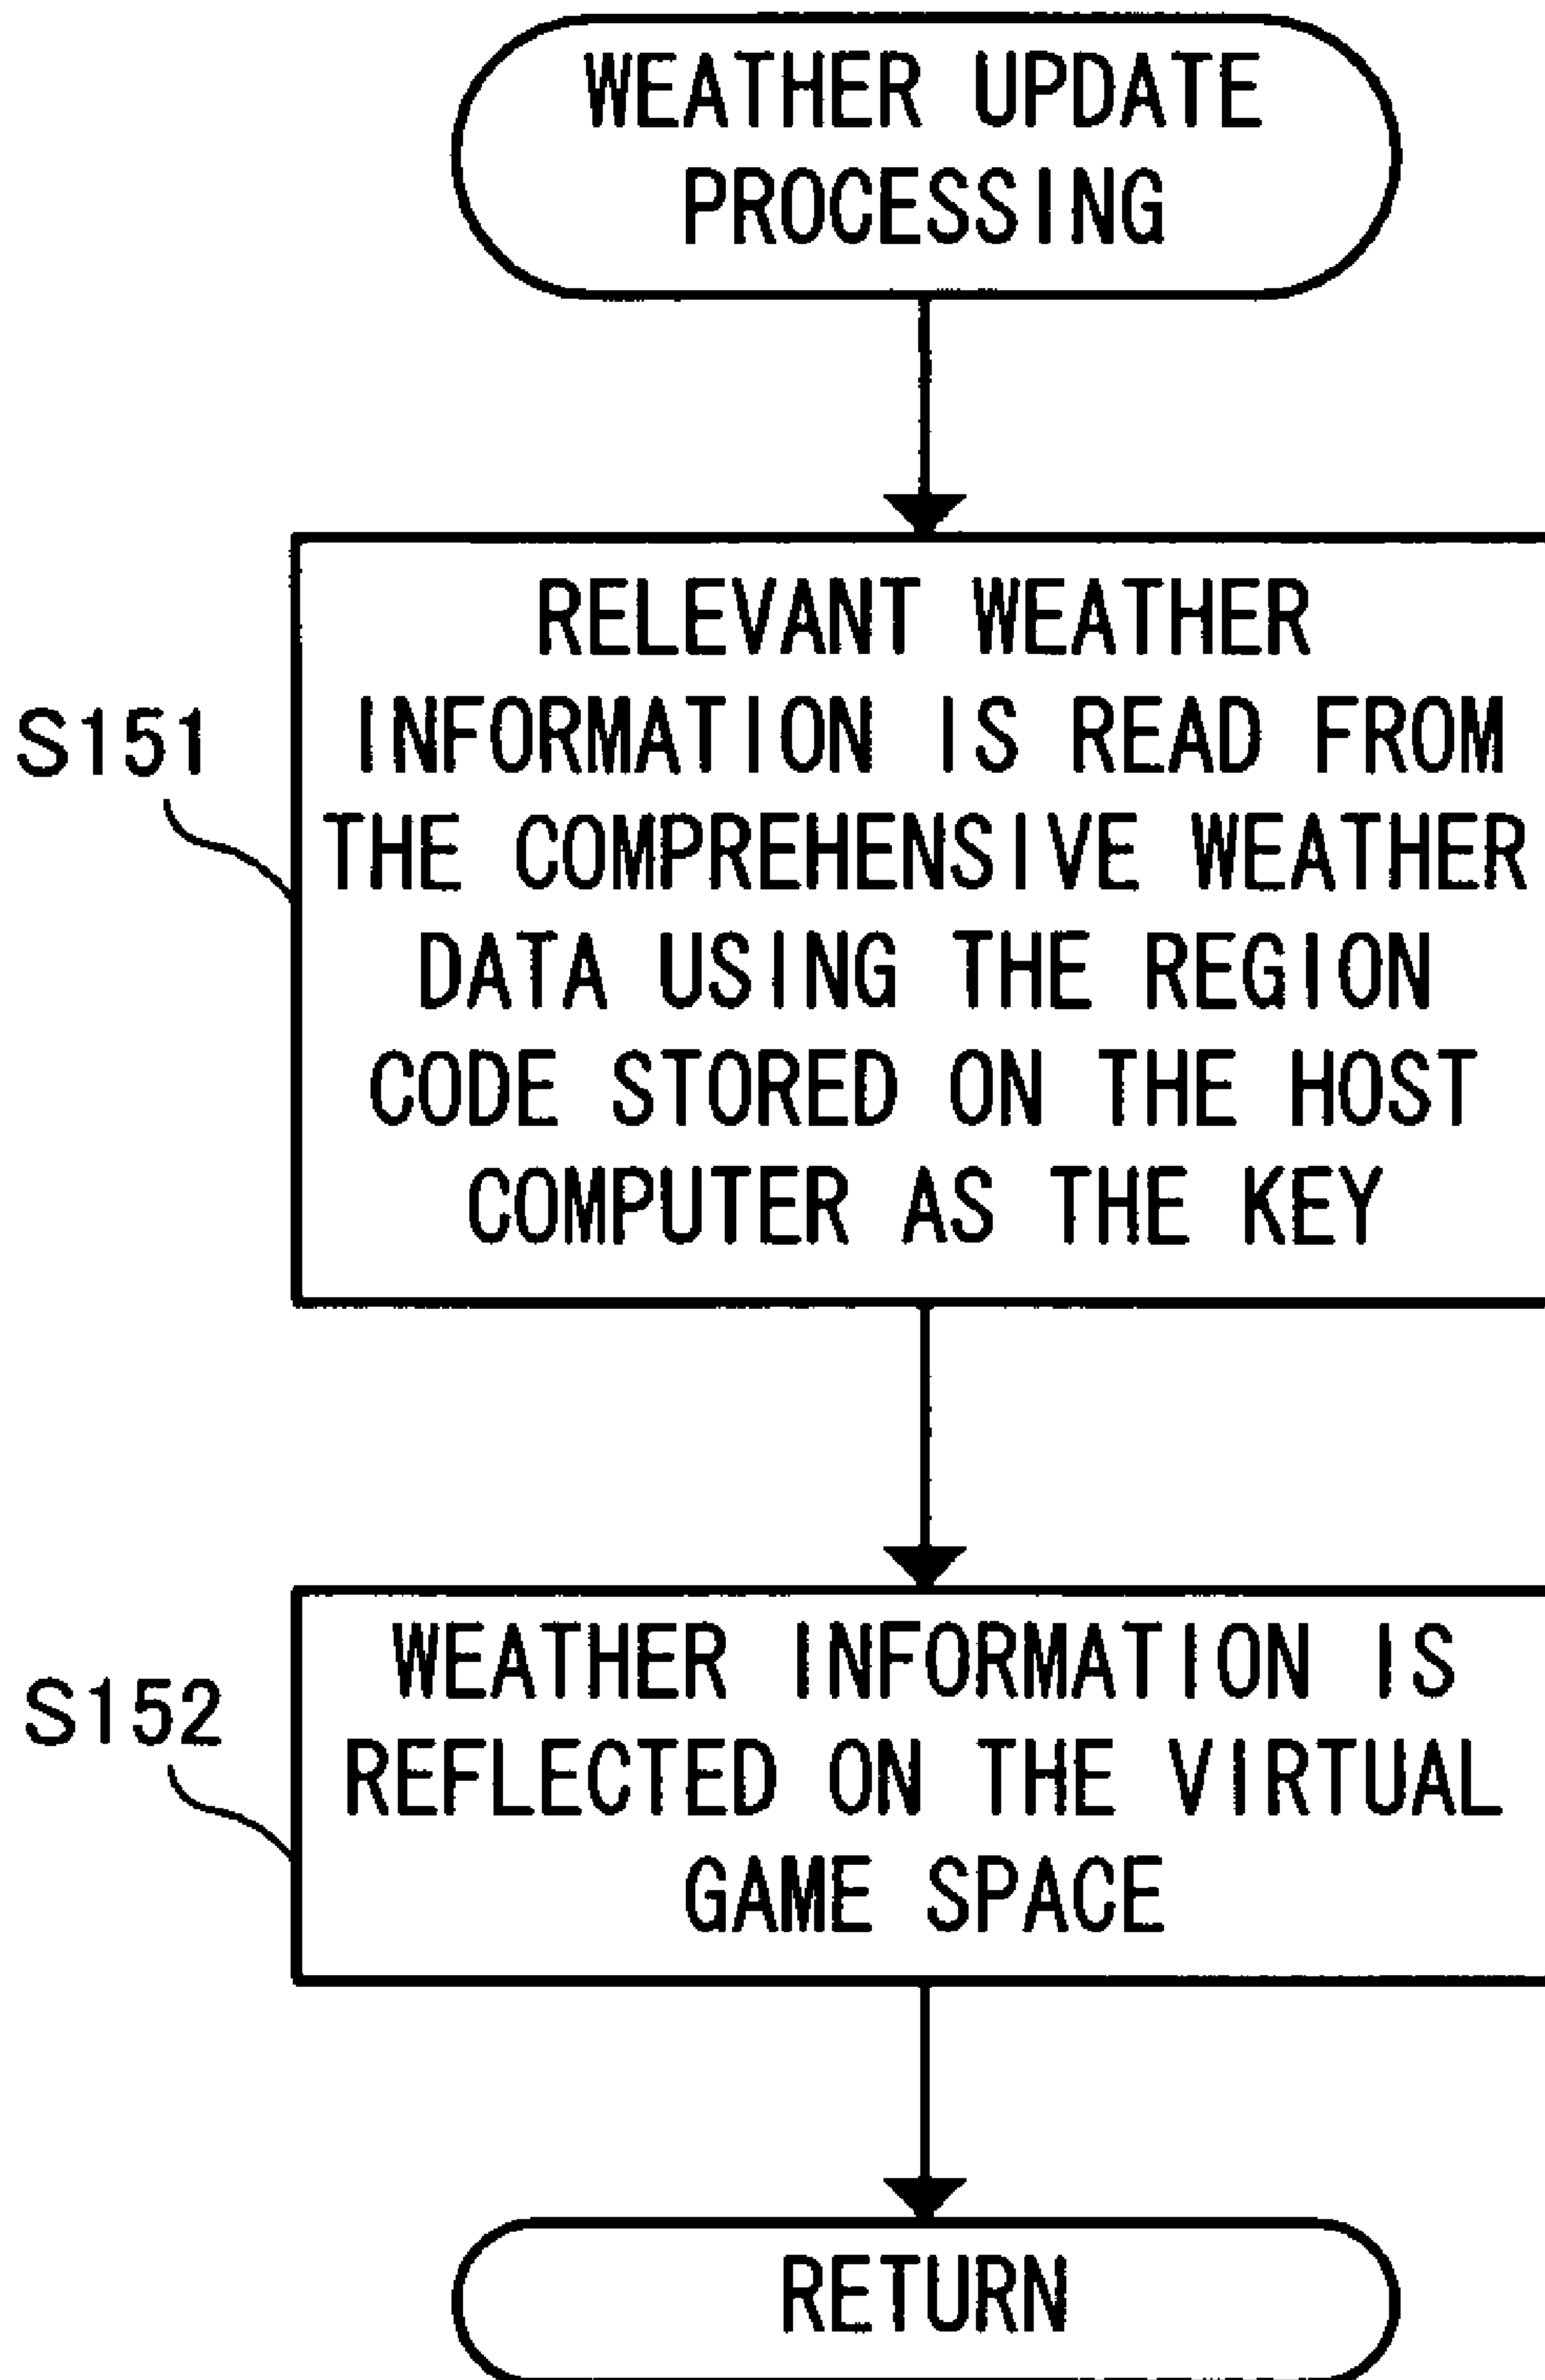 WEATHER UPDATE
PROCESSING
S151
RELEVANT WEATHER
INFORMATION IS READ FROM
THE COMPREHENSIVE WEATHER
DATA USING THE REGION
CODE STORED ON THE HOST
COMPUTER AS THE KEY
S152
WEATHER INFORMATION IS
REFLECTED ON THE VIRTUAL
GAME SPACE
RETURN